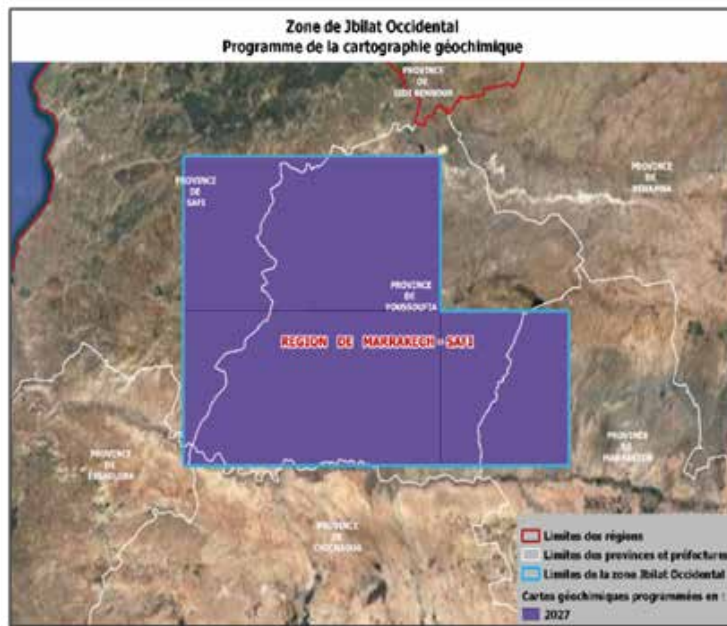 Zone de Jbilat Occidental
Programme de la cartographie géochimique
PROVINCE
DE
SIDI BENNOUR
PROVINCE
DE
SAFI
PROVINCE
DE
REHAMNA
PROVINCE
DE
YOUSSOUFIA
REGION DE MARRAKECH - SAFI
PROVINCE
DE
ESSAOUIRA
PROVINCE
DE
MARRAKECH
PROVINCE
DE
CHICHAOUA
Limites des régions
Limites des provinces et préfectures
Limites de la zone Jbilat Occidental
Cartes géochimiques programmées en :
2027